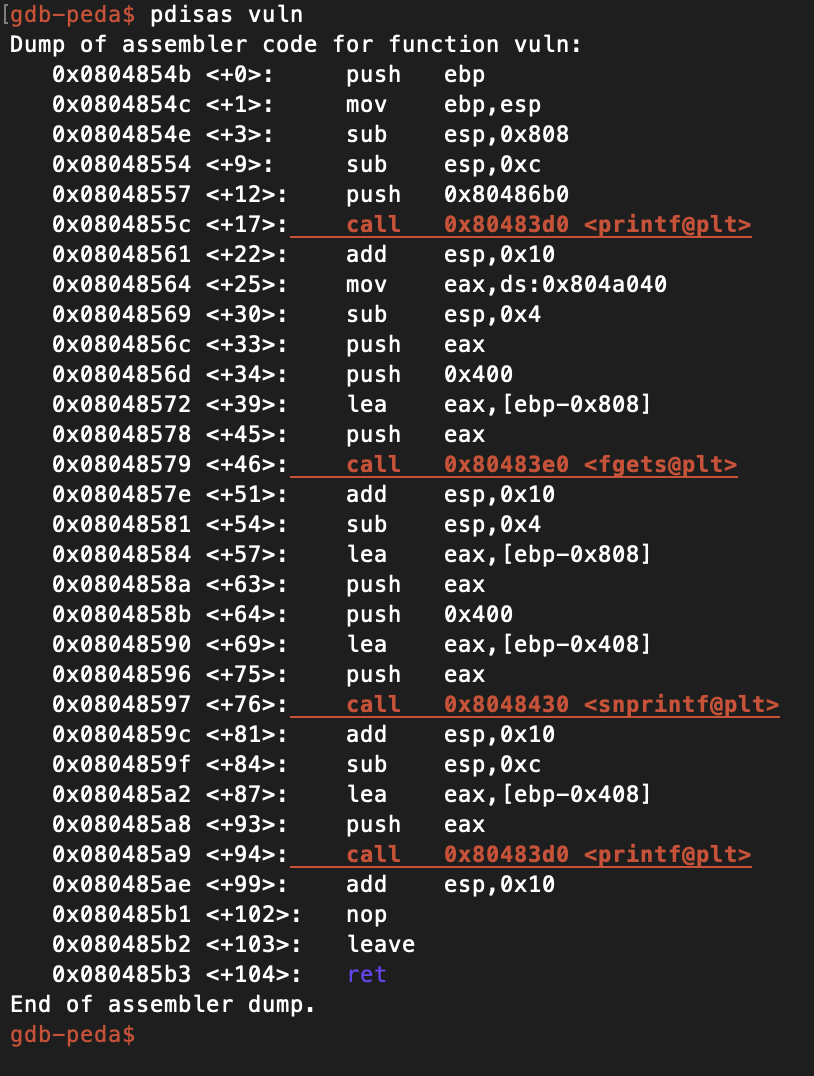 [gdb-peda$ pdisas vuln
Dump of assembler code for function vuln:
   0x0804854b <+0>:     push   ebp
   0x0804854c <+1>:     mov    ebp,esp
   0x0804854e <+3>:     sub    esp,0x808
   0x08048554 <+9>:     sub    esp,0xc
   0x08048557 <+12>:    push   0x80486b0
   0x0804855c <+17>:    call   0x80483d0 <printf@plt>
   0x08048561 <+22>:    add    esp,0x10
   0x08048564 <+25>:    mov    eax,ds:0x804a040
   0x08048569 <+30>:    sub    esp,0x4
   0x0804856c <+33>:    push   eax
   0x0804856d <+34>:    push   0x400
   0x08048572 <+39>:    lea    eax,[ebp-0x808]
   0x08048578 <+45>:    push   eax
   0x08048579 <+46>:    call   0x80483e0 <fgets@plt>
   0x0804857e <+51>:    add    esp,0x10
   0x08048581 <+54>:    sub    esp,0x4
   0x08048584 <+57>:    lea    eax,[ebp-0x808]
   0x0804858a <+63>:    push   eax
   0x0804858b <+64>:    push   0x400
   0x08048590 <+69>:    lea    eax,[ebp-0x408]
   0x08048596 <+75>:    push   eax
   0x08048597 <+76>:    call   0x8048430 <snprintf@plt>
   0x0804859c <+81>:    add    esp,0x10
   0x0804859f <+84>:    sub    esp,0xc
   0x080485a2 <+87>:    lea    eax,[ebp-0x408]
   0x080485a8 <+93>:    push   eax
   0x080485a9 <+94>:    call   0x80483d0 <printf@plt>
   0x080485ae <+99>:    add    esp,0x10
   0x080485b1 <+102>:   nop
   0x080485b2 <+103>:   leave
   0x080485b3 <+104>:   ret
End of assembler dump.
gdb-peda$